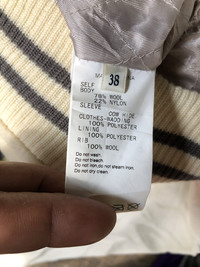 38
SELF
BODY
78% WOOL
22% NYLON
SLEEVE
COW HIDE
CLOTHES-WADDING
100% POLYESTER
LINING
100% POLYESTER
RIB
100% WOOL
Do not wash.
Do not bleach.
Do not iron.do not steam iron.
Do not dry clean.